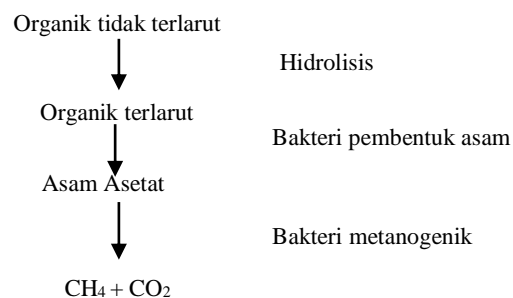 Organik tidak terlarut
Hidrolisis
Organik terlarut
Bakteri pembentuk asam
Asam Asetat
Bakteri metanogenik
CH₄ + CO₂